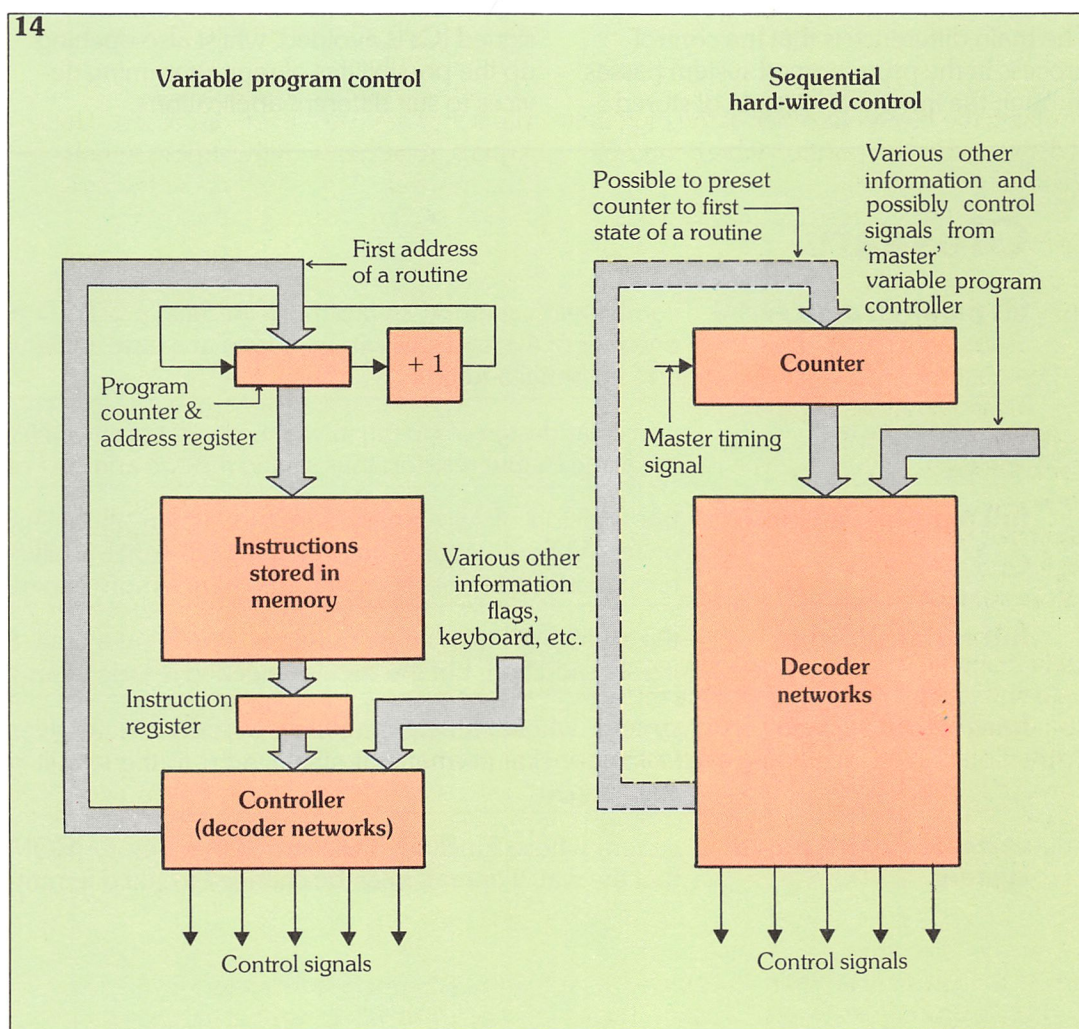 14
Variable program control
First address
of a routine
+ 1
Program
counter &
address register
Instructions
stored in
memory
Various other
information
flags,
keyboard, etc.
Instruction
register
Controller
(decoder networks)
Control signals
Sequential
hard-wired control
Possible to preset
counter to first
state of a routine
Various other
information and
possibly control
signals from
'master'
variable program
controller
Counter
Master timing
signal
Decoder
networks
Control signals